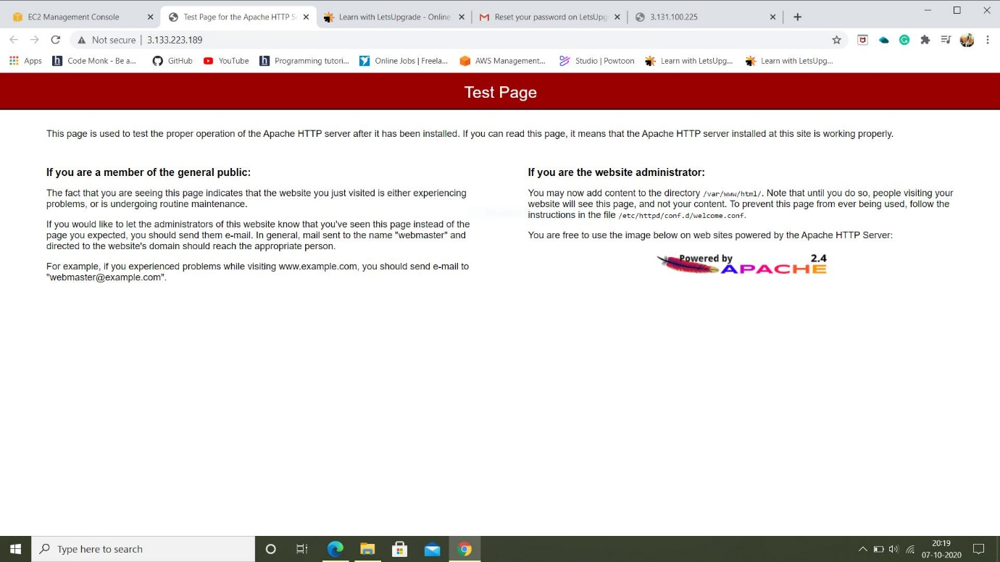 EC2 Management Console
Test Page for the Apache HTTP S
Learn with LetsUpgrade - Online
Reset your password on LetsUpg
3.131.100.225
Not secure
3.133.223.189
Apps
Code Monk - Be a...
GitHub
YouTube
Programming tutori...
Online Jobs | Freela...
AWS Management...
Studio | Powtoon
Learn with LetsUpg...
Learn with LetsUpg...
Test Page
This page is used to test the proper operation of the Apache HTTP server after it has been installed. If you can read this page, it means that the Apache HTTP server installed at this site is working properly.
If you are a member of the general public:
The fact that you are seeing this page indicates that the website you just visited is either experiencing
problems, or is undergoing routine maintenance.
If you would like to let the administrators of this website know that you've seen this page instead of the
page you expected, you should send them e-mail. In general, mail sent to the name "webmaster" and
directed to the website's domain should reach the appropriate person.
For example, if you experienced problems while visiting www.example.com, you should send e-mail to
"webmaster@example.com".
If you are the website administrator:
You may now add content to the directory /var/www/html/. Note that until you do so, people visiting your
website will see this page, and not your content. To prevent this page from ever being used, follow the
instructions in the file /etc/httpd/conf.d/welcome.conf.
You are free to use the image below on web sites powered by the Apache HTTP Server:
Powered by 2.4
APACHE
Type here to search
20:19
07-10-2020